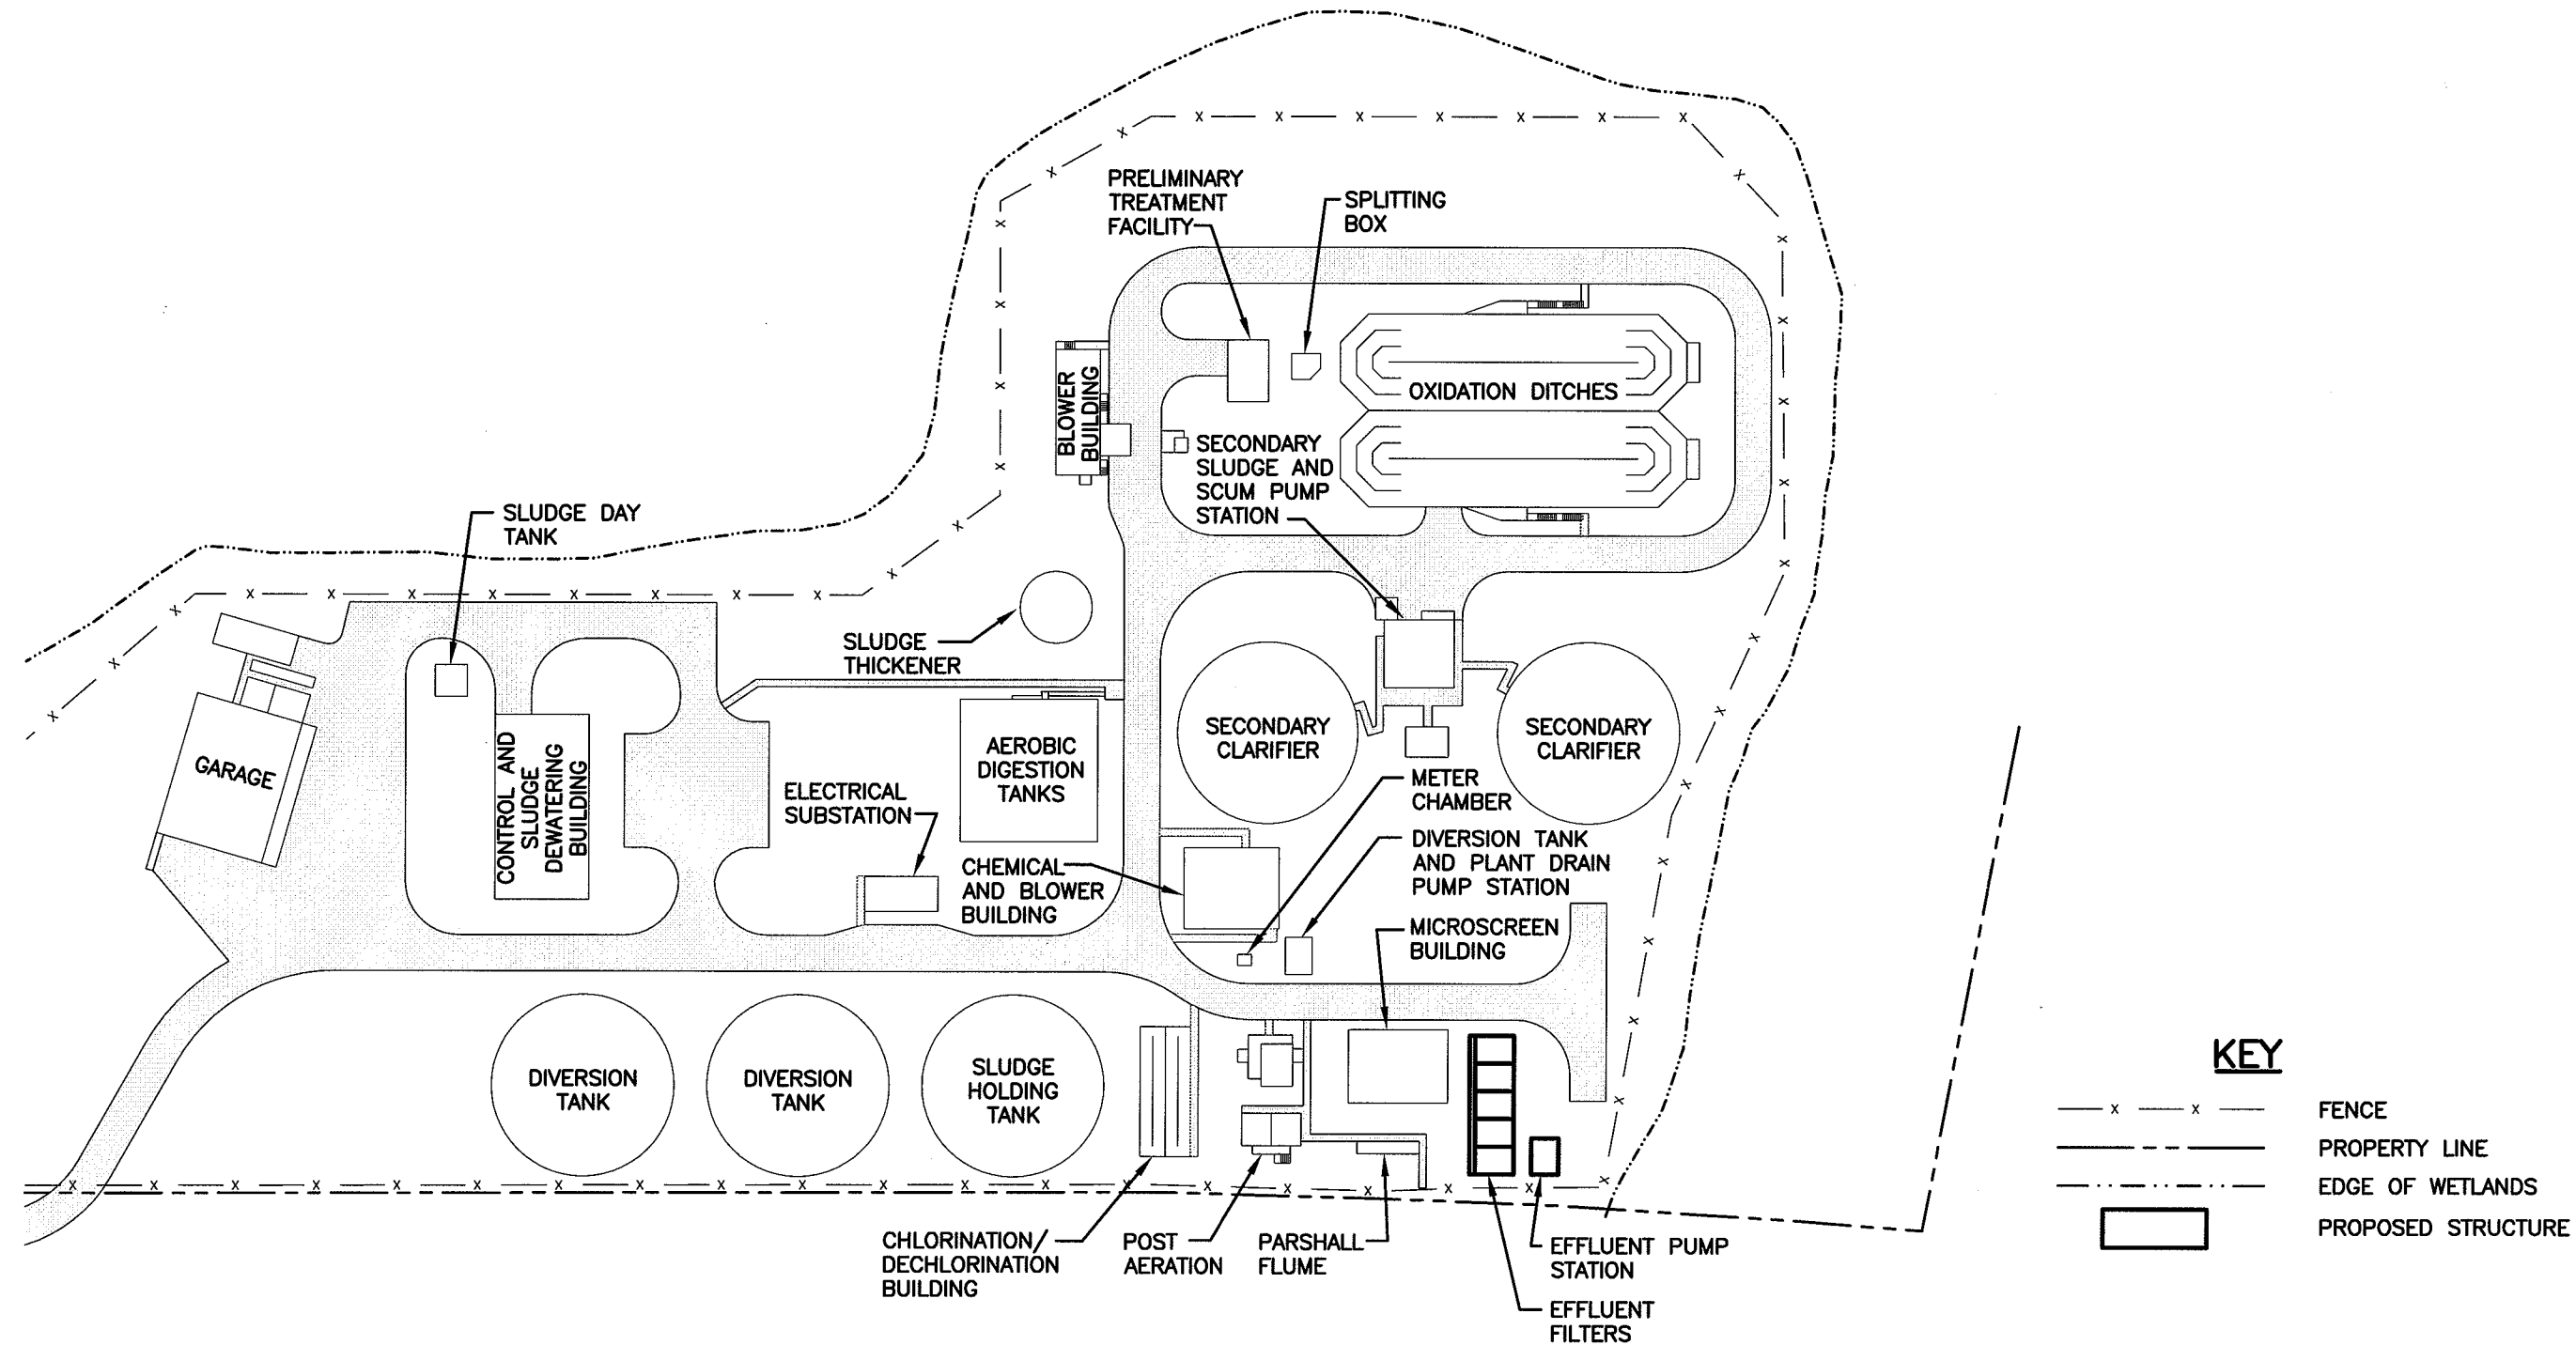 PRELIMINARY
TREATMENT
FACILITY
SPLITTING
BOX
BLOWER
BUILDING
OXIDATION DITCHES
SECONDARY
SLUDGE AND
SCUM PUMP
STATION
SLUDGE DAY
TANK
SLUDGE
THICKENER
GARAGE
CONTROL AND
SLUDGE
DEWATERING
BUILDING
AEROBIC
DIGESTION
TANKS
ELECTRICAL
SUBSTATION
SECONDARY
CLARIFIER
SECONDARY
CLARIFIER
METER
CHAMBER
DIVERSION TANK
AND PLANT DRAIN
PUMP STATION
CHEMICAL
AND BLOWER
BUILDING
MICROSCREEN
BUILDING
DIVERSION
TANK
DIVERSION
TANK
SLUDGE
HOLDING
TANK
CHLORINATION/
DECHLORINATION
BUILDING
POST
AERATION
PARSHALL
FLUME
EFFLUENT PUMP
STATION
EFFLUENT
FILTERS
KEY
FENCE
PROPERTY LINE
EDGE OF WETLANDS
PROPOSED STRUCTURE